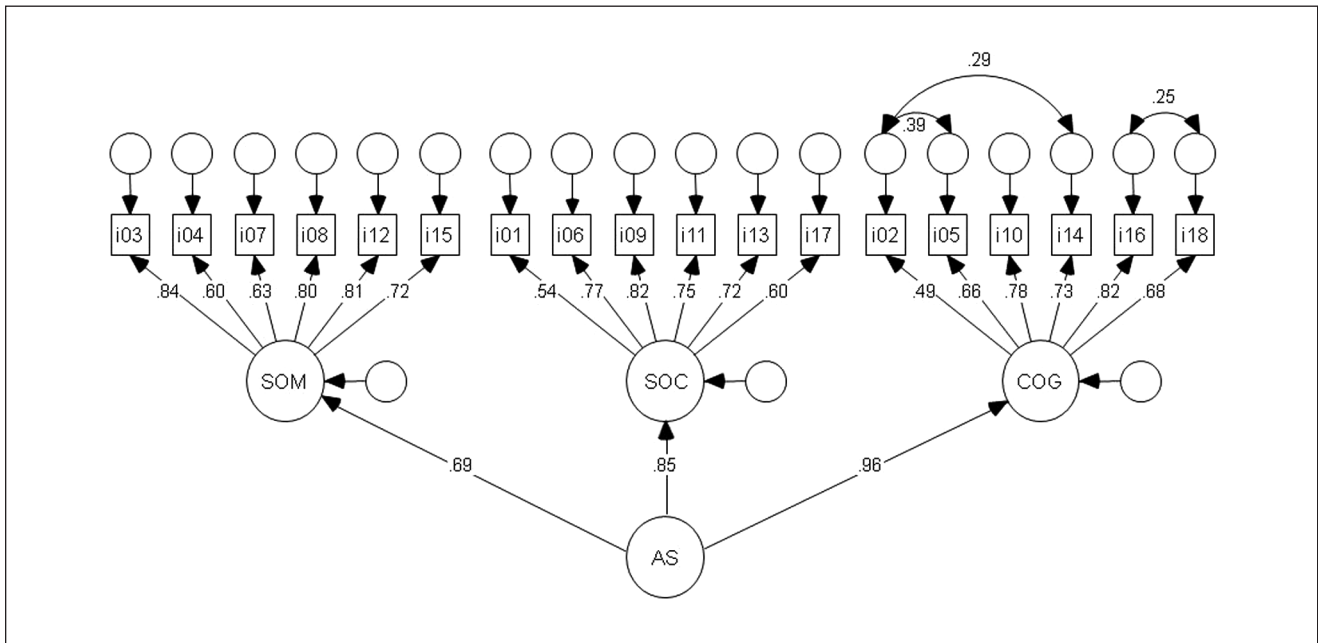 .29
.25
.39
i03 i04 i07 i08 i12 i15 i01 i06 i09 i11 i13 i17 i02 i05 i10 i14 i16 i18
.84 .60 .63 .80 .81 .72 .54 .77 .82 .75 .72 .60 .49 .66 .78 .73 .82 .68
SOM SOC COG
.69 .85 .96
AS